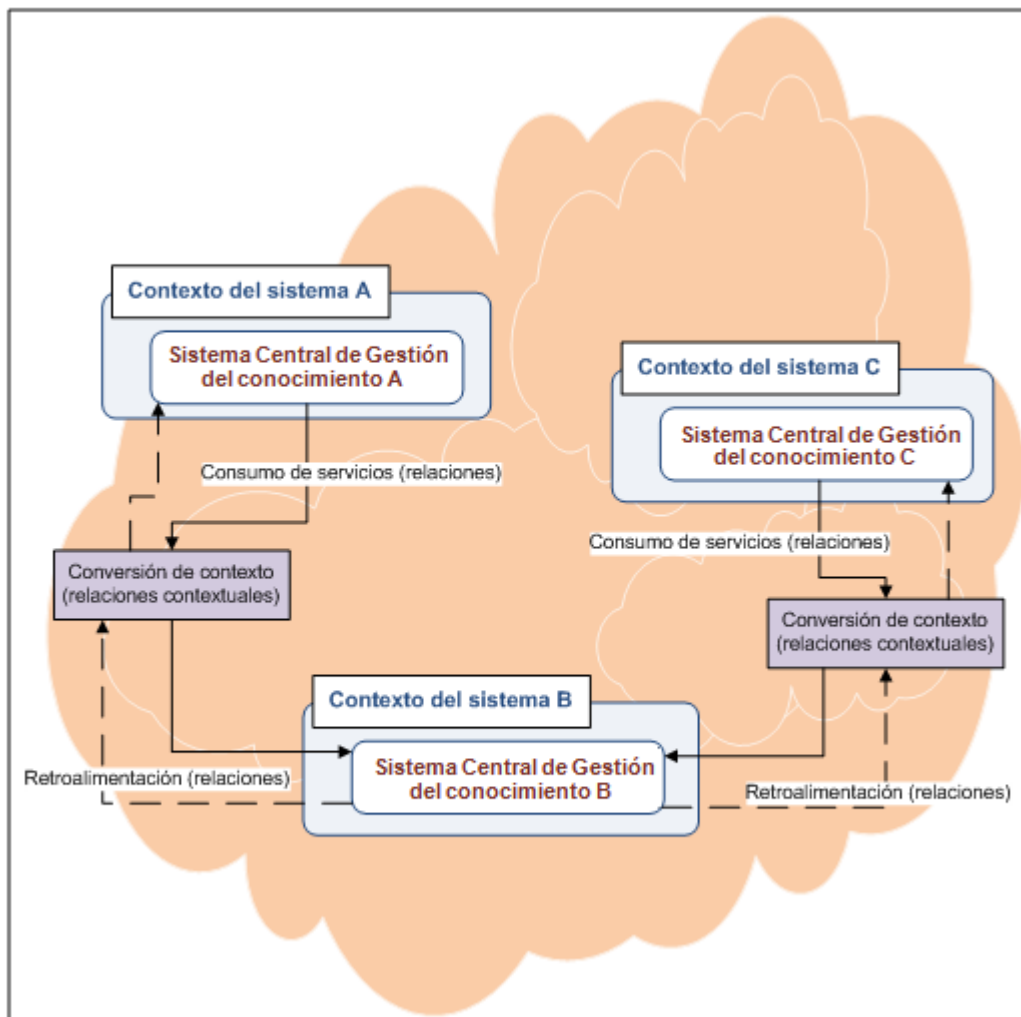 Contexto del sistema A
Sistema Central de Gestión
del conocimiento A
Contexto del sistema C
Sistema Central de Gestión
del conocimiento C
Consumo de servicios (relaciones)
Consumo de servicios (relaciones)
Conversión de contexto
(relaciones contextuales)
Conversión de contexto
(relaciones contextuales)
Contexto del sistema B
Sistema Central de Gestión
del conocimiento B
Retroalimentación (relaciones)
Retroalimentación (relaciones)